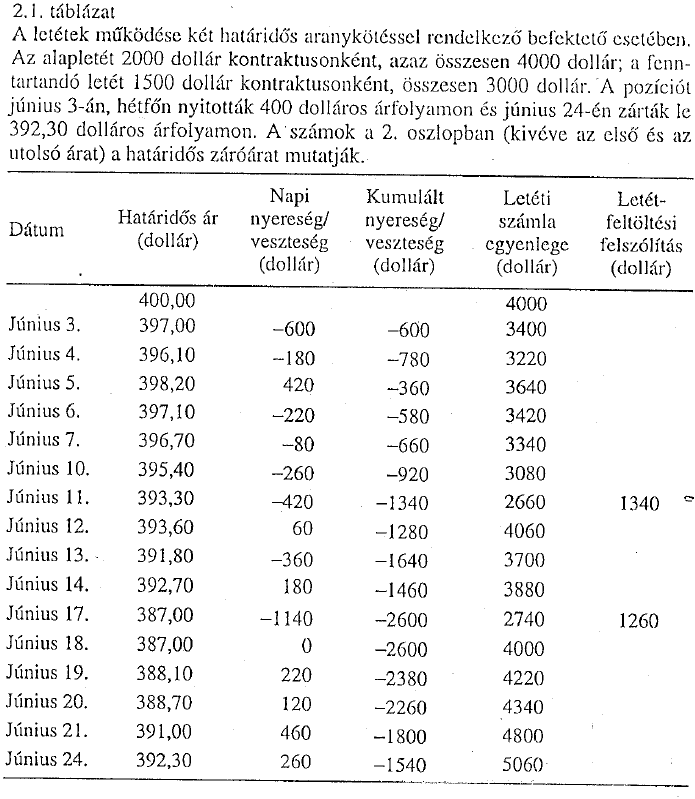 2.1. táblázat
A letétek működése két határidős aranykötéssel rendelkező befektető esetében.
Az alapletét 2000 dollár kontraktusonként, azaz összesen 4000 dollár; a fenn-
tartandó letét 1500 dollár kontraktusonként, összesen 3000 dollár. A pozíciót
június 3-án, hétfőn nyitották 400 dolláros árfolyamon és június 24-én zárták le
392,30 dolláros árfolyamon. A számok a 2. oszlopban (kivéve az első és az
utolsó árat) a határidős záróárat mutatják.
Dátum Határidős ár (dollár) Napi nyereség/ veszteség (dollár) Kumulált nyereség/ veszteség (dollár) Letéti számla egyenlege (dollár) Letét- feltöltési felszólítás (dollár)
400,00 4000
Június 3. 397,00 −600 −600 3400
Június 4. 396,10 −180 −780 3220
Június 5. 398,20 420 −360 3640
Június 6. 397,10 −220 −580 3420
Június 7. 396,70 −80 −660 3340
Június 10. 395,40 −260 −920 3080
Június 11. 393,30 −420 −1340 2660 1340
Június 12. 393,60 60 −1280 4060
Június 13. 391,80 −360 −1640 3700
Június 14. 392,70 180 −1460 3880
Június 17. 387,00 −1140 −2600 2740 1260
Június 18. 387,00 0 −2600 4000
Június 19. 388,10 220 −2380 4220
Június 20. 388,70 120 −2260 4340
Június 21. 391,00 460 −1800 4800
Június 24. 392,30 260 −1540 5060